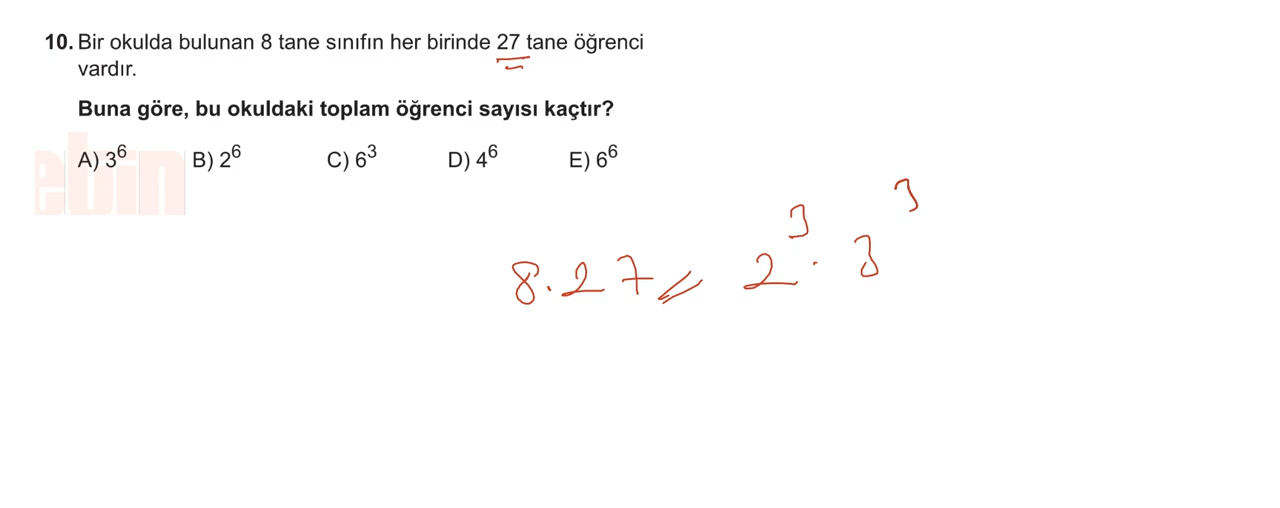 10. Bir okulda bulunan 8 tane sınıfın her birinde 27 tane öğrenci
vardır.
Buna göre, bu okuldaki toplam öğrenci sayısı kaçtır?
A) 3⁶ B) 2⁶ C) 6³ D) 4⁶ E) 6⁶
ebin
8.27 = 2³ . 3³